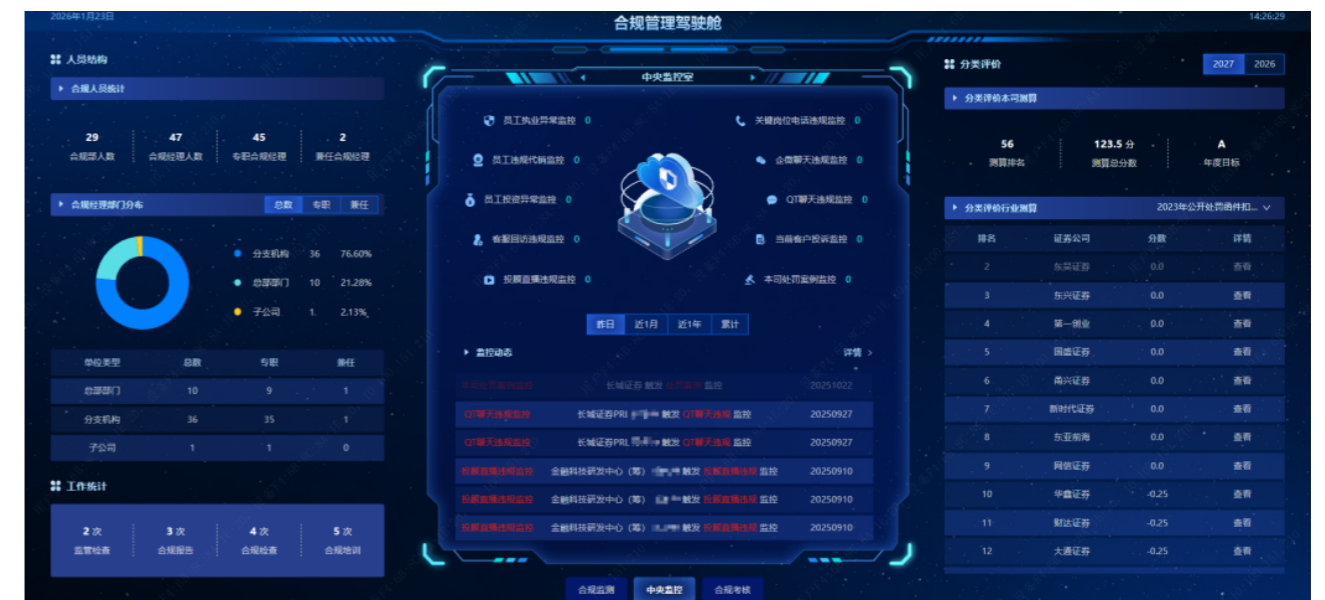 2026年1月23日
合规管理驾驶舱
14:26:29
人员结构
合规人员统计
29 47 45 2
合规部人数 合规经理人数 专职合规经理 兼任合规经理
合规经理部门分布 总数 专职 兼任
分支机构 36 76.60%
总部部门 10 21.28%
子公司 1. 2.13%
单位类型 总数 专职 兼任
总部部门 10 9 1
分支机构 36 35 1
子公司 1 1 0
工作统计
2 次 3 次 4 次 5 次
监管检查 合规报告 合规检查 合规培训
中央监控室
员工执业异常监控 0 关键岗位电话违规监控 0
员工违规代销监控 0 企微聊天违规监控 0
员工投资异常监控 0 QT聊天违规监控 0
客服回访违规监控 0 当前客户投诉监控 0
投顾直播违规监控 0 本司处罚案例监控 0
昨日 近1月 近1年 累计
监控动态 详情 >
本司处罚案例监控 长城证券 触发 处罚案例 监控 20251022
QT聊天违规监控 长城证券PRI 触发 QT聊天违规 监控 20250927
QT聊天违规监控 长城证券PRI 触发 QT聊天违规 监控 20250927
投顾直播违规监控 金融科技研发中心（筹） 触发 投顾直播违规 监控 20250910
投顾直播违规监控 金融科技研发中心（筹） 触发 投顾直播违规 监控 20250910
投顾直播违规监控 金融科技研发中心（筹） 触发 投顾直播违规 监控 20250910
合规监测 中央监控 合规考核
分类评价 2027 2026
分类评价本司测算
56 123.5 分 A
测算排名 测算总分数 年度目标
分类评价行业测算 2023年公开处罚函件扣...
排名 证券公司 分数 详情
2 东吴证券 0.0 查看
3 东兴证券 0.0 查看
4 第一创业 0.0 查看
5 国盛证券 0.0 查看
6 甬兴证券 0.0 查看
7 新时代证券 0.0 查看
8 东亚前海 0.0 查看
9 网信证券 0.0 查看
10 华鑫证券 -0.25 查看
11 财达证券 -0.25 查看
12 大通证券 -0.25 查看